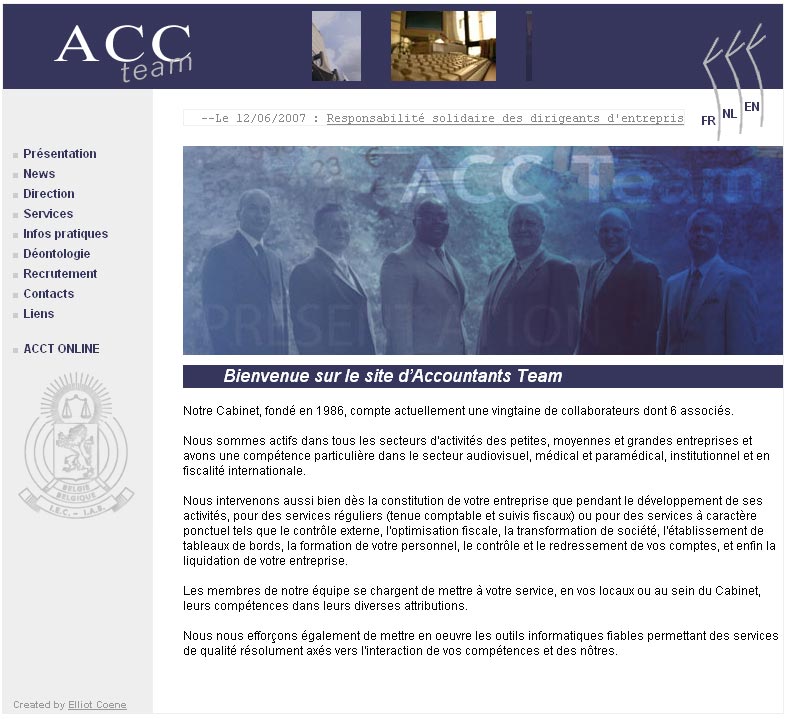 ACC
team
FR NL EN
--Le 12/06/2007 : Responsabilité solidaire des dirigeants d'entrepris
Présentation
News
Direction
Services
Infos pratiques
Déontologie
Recrutement
Contacts
Liens
ACCT ONLINE
BELGIE
BELGIQUE
I.E.C. – I.A.B.
ACC Team
PRESENTATION
Bienvenue sur le site d'Accountants Team
Notre Cabinet, fondé en 1986, compte actuellement une vingtaine de collaborateurs dont 6 associés.
Nous sommes actifs dans tous les secteurs d'activités des petites, moyennes et grandes entreprises et
avons une compétence particulière dans le secteur audiovisuel, médical et paramédical, institutionnel et en
fiscalité internationale.
Nous intervenons aussi bien dès la constitution de votre entreprise que pendant le développement de ses
activités, pour des services réguliers (tenue comptable et suivis fiscaux) ou pour des services à caractère
ponctuel tels que le contrôle externe, l'optimisation fiscale, la transformation de société, l'établissement de
tableaux de bords, la formation de votre personnel, le contrôle et le redressement de vos comptes, et enfin la
liquidation de votre entreprise.
Les membres de notre équipe se chargent de mettre à votre service, en vos locaux ou au sein du Cabinet,
leurs compétences dans leurs diverses attributions.
Nous nous efforçons également de mettre en oeuvre les outils informatiques fiables permettant des services
de qualité résolument axés vers l'interaction de vos compétences et des nôtres.
Created by Elliot Coene